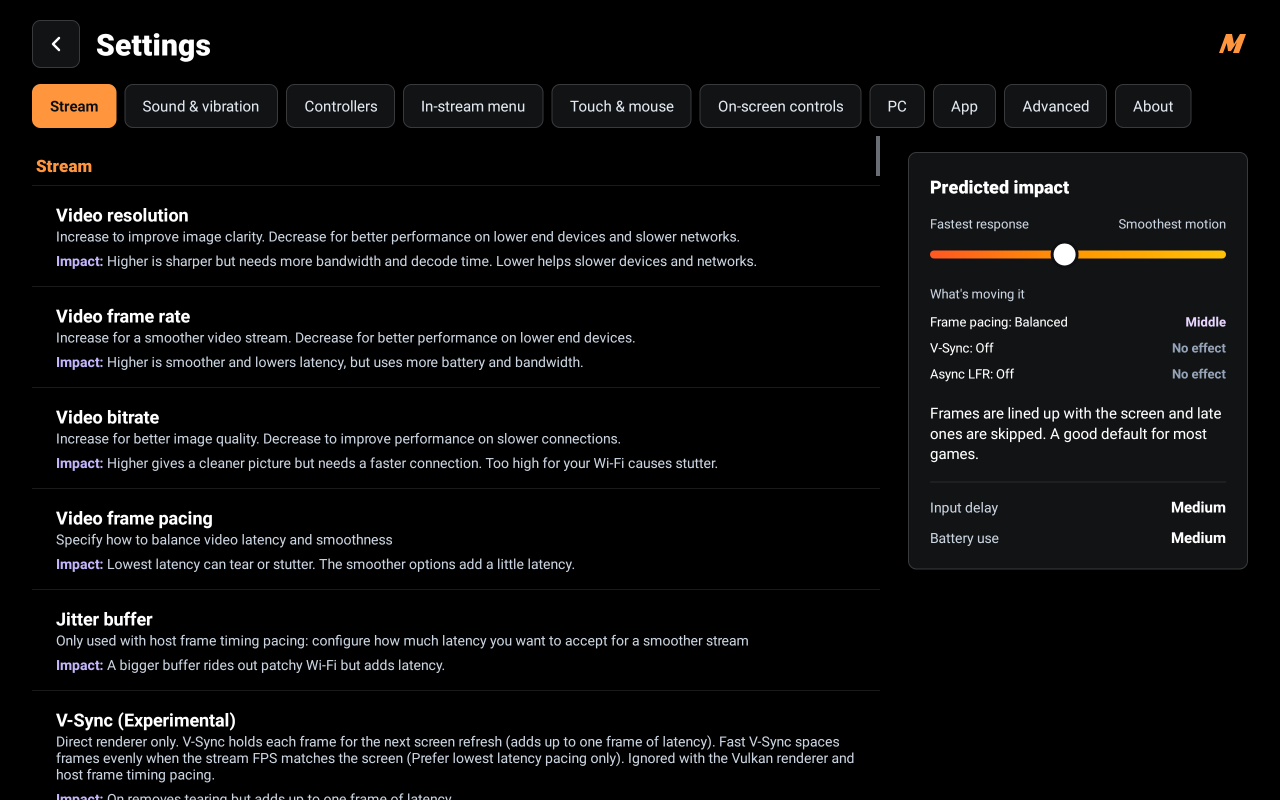 Settings
M
Stream
Sound & vibration
Controllers
In-stream menu
Touch & mouse
On-screen controls
PC
App
Advanced
About
Stream
Video resolution
Increase to improve image clarity. Decrease for better performance on lower end devices and slower networks.
Impact: Higher is sharper but needs more bandwidth and decode time. Lower helps slower devices and networks.
Video frame rate
Increase for a smoother video stream. Decrease for better performance on lower end devices.
Impact: Higher is smoother and lowers latency, but uses more battery and bandwidth.
Video bitrate
Increase for better image quality. Decrease to improve performance on slower connections.
Impact: Higher gives a cleaner picture but needs a faster connection. Too high for your Wi-Fi causes stutter.
Video frame pacing
Specify how to balance video latency and smoothness
Impact: Lowest latency can tear or stutter. The smoother options add a little latency.
Jitter buffer
Only used with host frame timing pacing: configure how much latency you want to accept for a smoother stream
Impact: A bigger buffer rides out patchy Wi-Fi but adds latency.
V-Sync (Experimental)
Direct renderer only. V-Sync holds each frame for the next screen refresh (adds up to one frame of latency). Fast V-Sync spaces
frames evenly when the stream FPS matches the screen (Prefer lowest latency pacing only). Ignored with the Vulkan renderer and
host frame timing pacing.
Impact: On removes tearing but adds up to one frame of latency.
Predicted impact
Fastest response
Smoothest motion
What's moving it
Frame pacing: Balanced
Middle
V-Sync: Off
No effect
Async LFR: Off
No effect
Frames are lined up with the screen and late
ones are skipped. A good default for most
games.
Input delay
Medium
Battery use
Medium